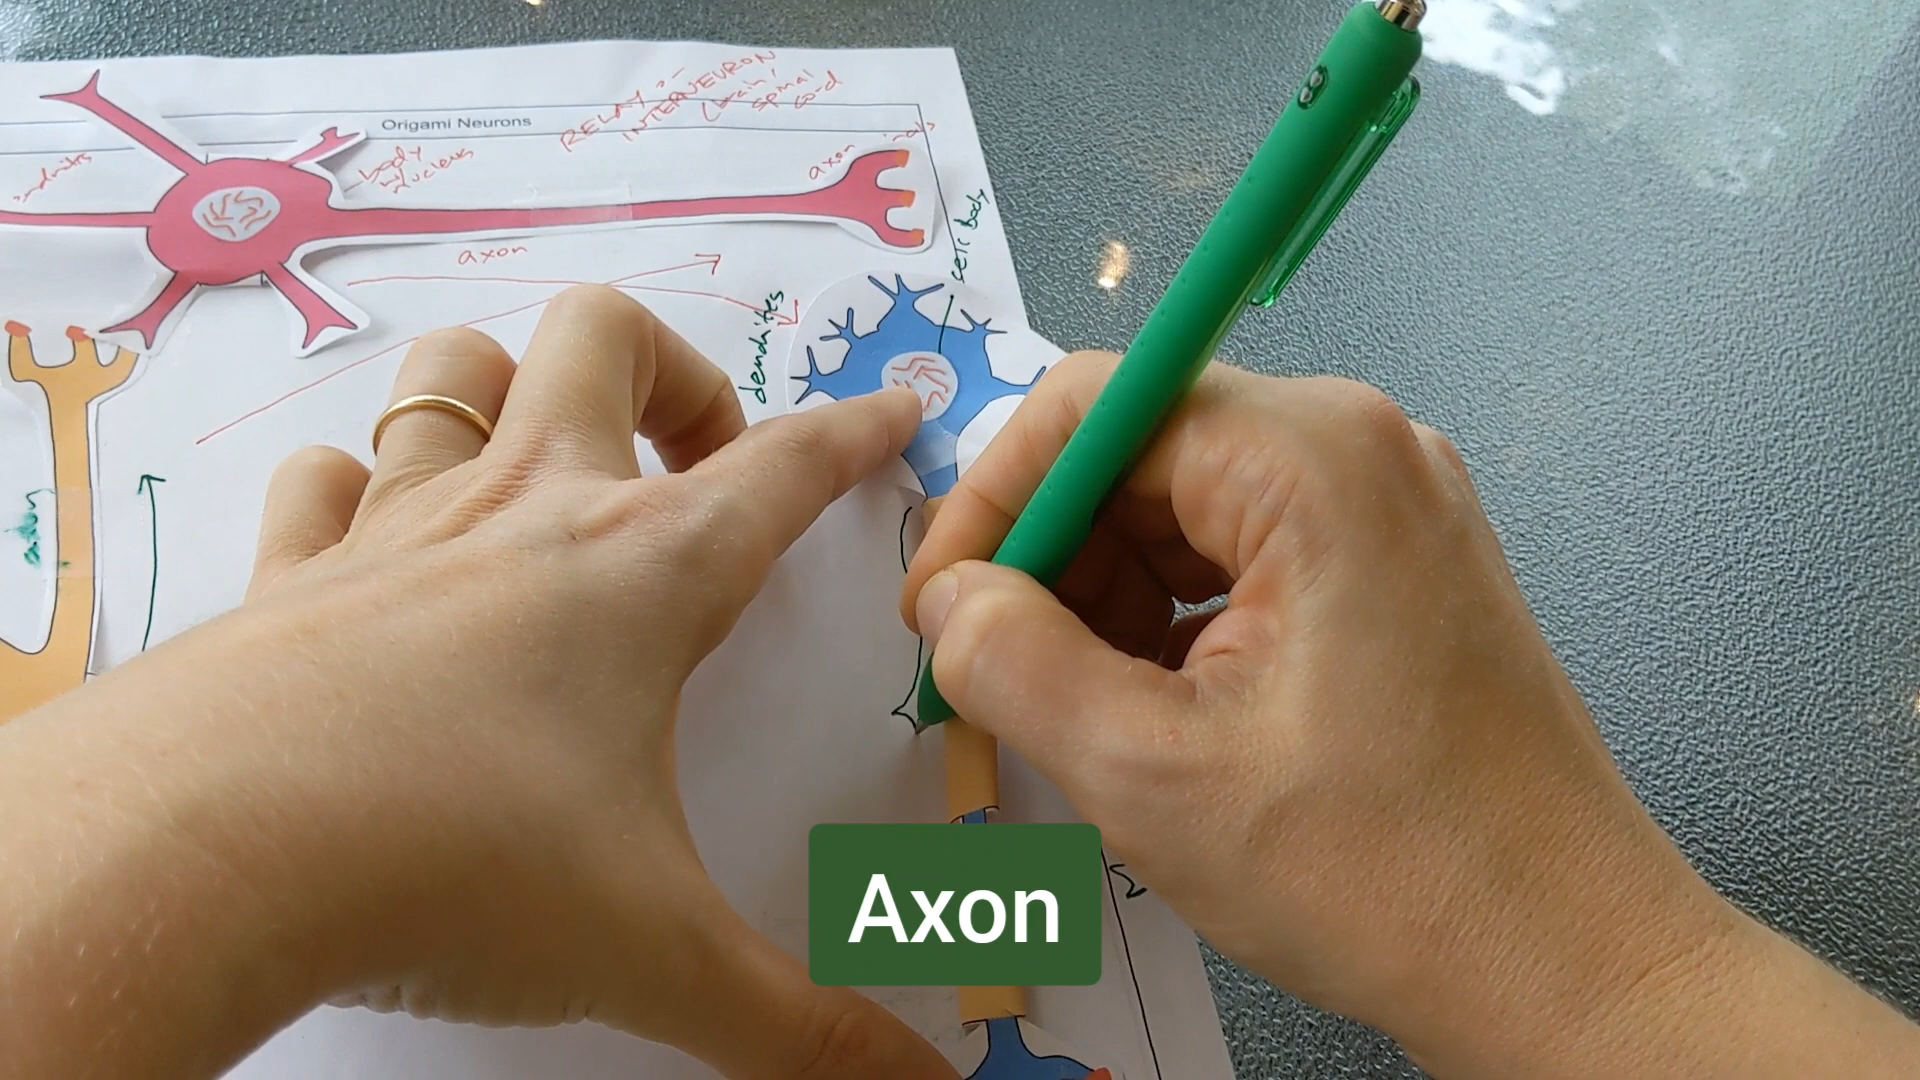 Origami Neurons
RELAY :-
INTERNEURON
(brain,
spinal
cord
body
w/
nucleus
axon
axon
cell Body
dendrites
axon
Axon